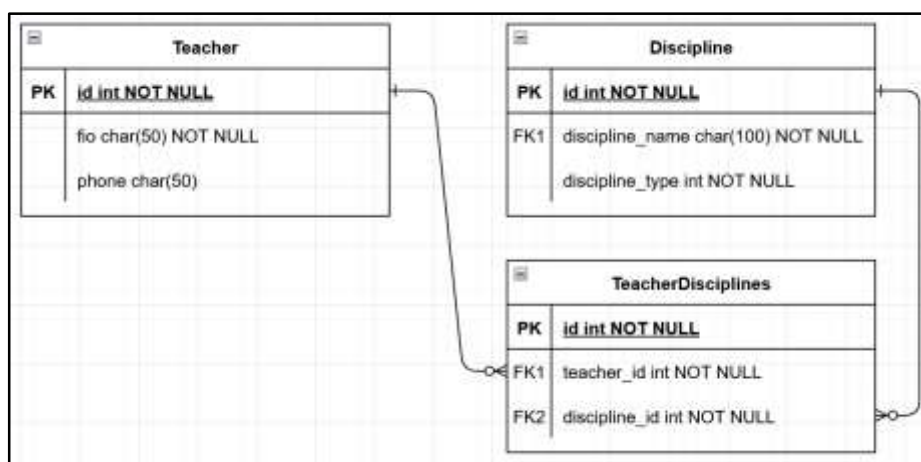 Teacher
PK id int NOT NULL
fio char(50) NOT NULL
phone char(50)
Discipline
PK id int NOT NULL
FK1 discipline_name char(100) NOT NULL
discipline_type int NOT NULL
TeacherDisciplines
PK id int NOT NULL
FK1 teacher_id int NOT NULL
FK2 discipline_id int NOT NULL